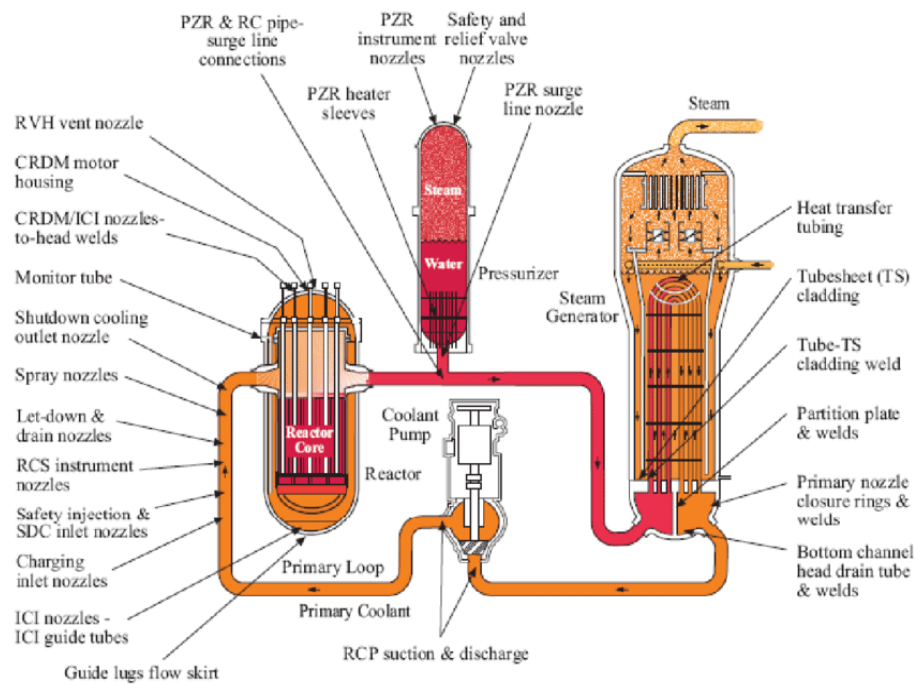 PZR & RC pipe-
surge line
connections
PZR
instrument
nozzles
Safety and
relief valve
nozzles
PZR heater
sleeves
PZR surge
line nozzle
Steam
RVH vent nozzle
CRDM motor
housing
CRDM/ICI nozzles-
to-head welds
Monitor tube
Shutdown cooling
outlet nozzle
Spray nozzles
Let-down &
drain nozzles
RCS instrument
nozzles
Safety injection &
SDC inlet nozzles
Charging
inlet nozzles
ICI nozzles -
ICI guide tubes
Guide lugs flow skirt
Steam
Water
Pressurizer
Steam
Generator
Coolant
Pump
Reactor
Core
Reactor
Primary Loop
Primary Coolant
RCP suction & discharge
Heat transfer
tubing
Tubesheet (TS)
cladding
Tube-TS
cladding weld
Partition plate
& welds
Primary nozzle
closure rings &
welds
Bottom channel
head drain tube
& welds